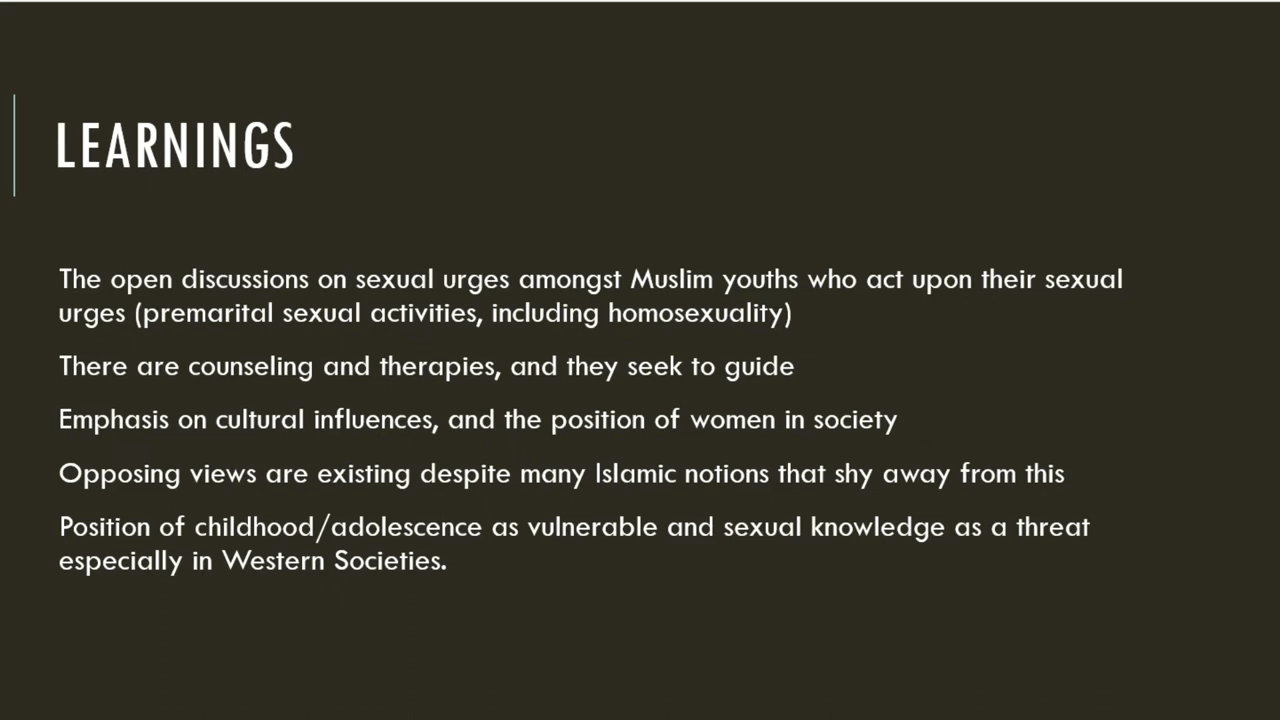 LEARNINGS
The open discussions on sexual urges amongst Muslim youths who act upon their sexual
urges (premarital sexual activities, including homosexuality)
There are counseling and therapies, and they seek to guide
Emphasis on cultural influences, and the position of women in society
Opposing views are existing despite many Islamic notions that shy away from this
Position of childhood/adolescence as vulnerable and sexual knowledge as a threat
especially in Western Societies.